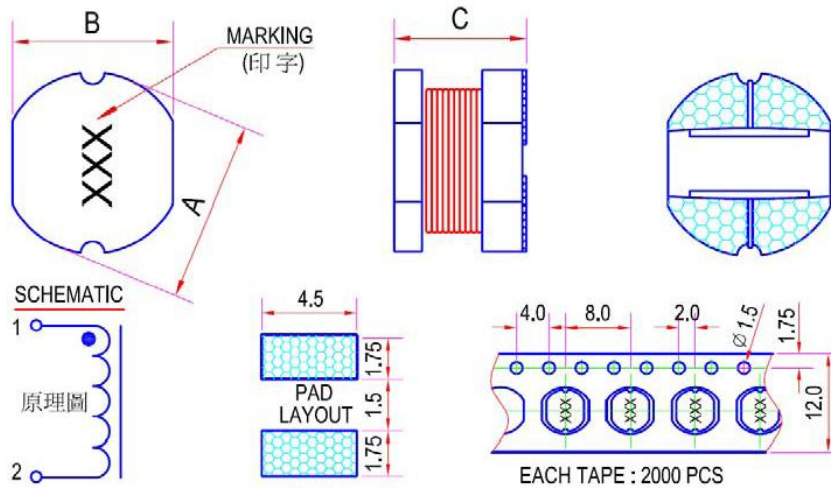 B
MARKING
(印 字)
XXX
A
C
SCHEMATIC
1
原理圖
2
4.5
1.75
PAD
LAYOUT
1.5
1.75
4.0
8.0
2.0
Ø 1.5
1.75
12.0
XXX
XXX
XXX
XXX
EACH TAPE : 2000 PCS